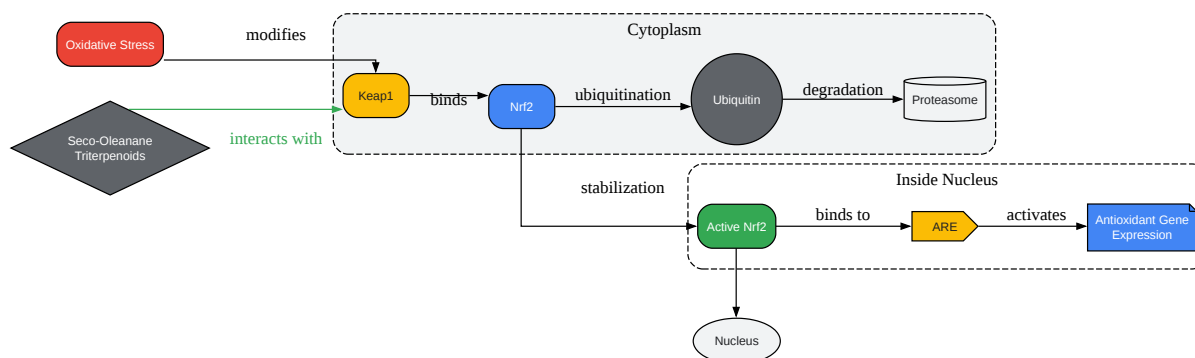 Cytoplasm
modifies
Oxidative Stress
Keap1
binds
Nrf2
ubiquitination
Ubiquitin
degradation
Proteasome
Seco-Oleanane
Triterpenoids
interacts with
Inside Nucleus
stabilization
Active Nrf2
binds to
ARE
activates
Antioxidant Gene
Expression
Nucleus